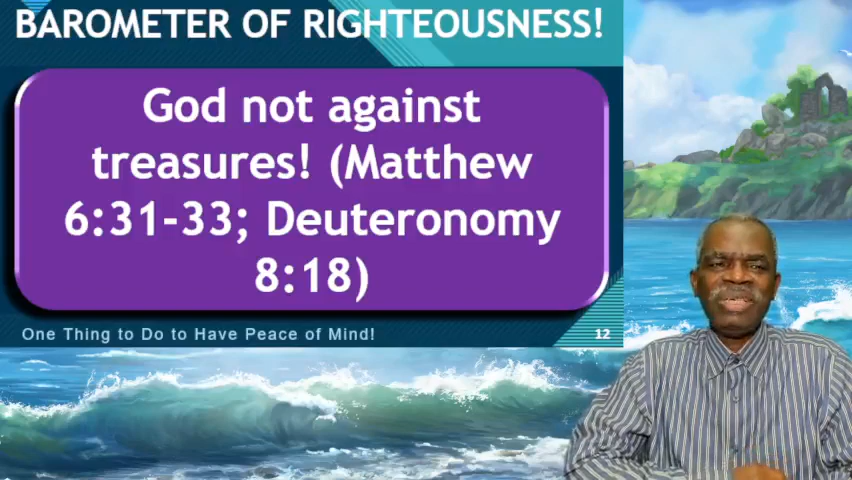 BAROMETER OF RIGHTEOUSNESS!
God not against
treasures! (Matthew
6:31-33; Deuteronomy
8:18)
One Thing to Do to Have Peace of Mind!
12